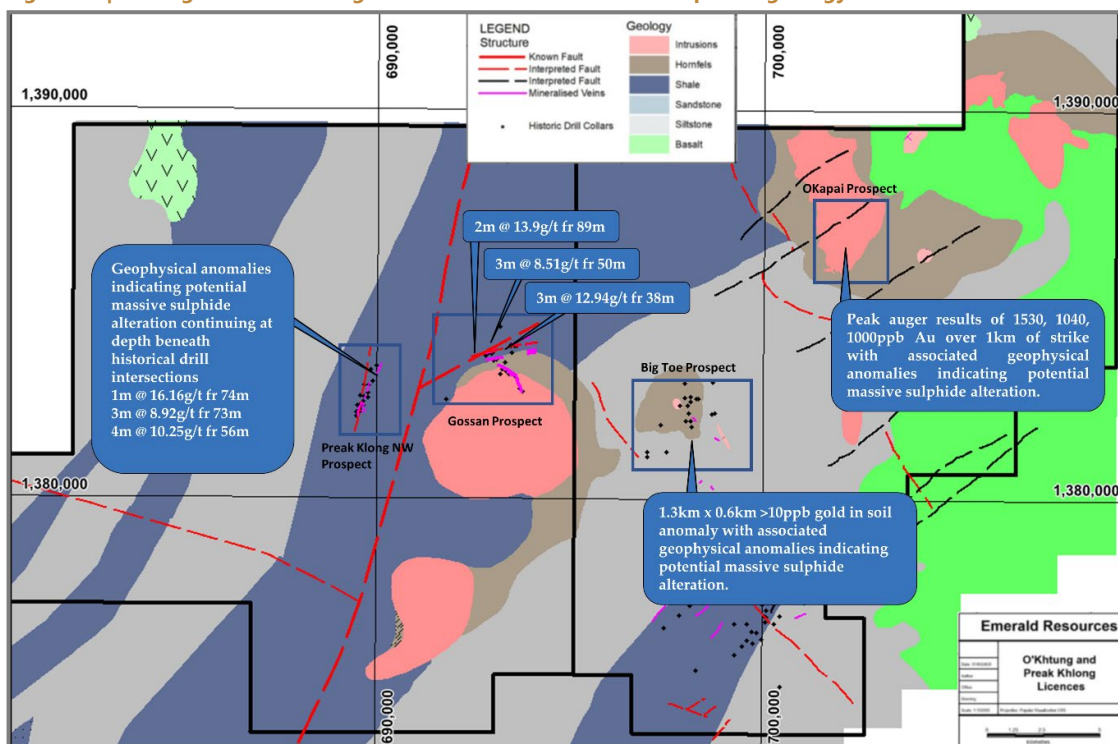 LEGEND
Structure
Known Fault
Interpreted Fault
Interpreted Fault
Mineralised Veins
Historic Drill Collars
Geology
Intrusions
Hornfels
Shale
Sandstone
Siltstone
Basalt
690,000
700,000
1,390,000
1,390,000
OKapai Prospect
2m @ 13.9g/t fr 89m
3m @ 8.51g/t fr 50m
3m @ 12.94g/t fr 38m
Geophysical anomalies
indicating potential
massive sulphide
alteration continuing at
depth beneath
historical drill
intersections
1m @ 16.16g/t fr 74m
3m @ 8.92g/t fr 73m
4m @ 10.25g/t fr 56m
Peak auger results of 1530, 1040,
1000ppb Au over 1km of strike
with associated geophysical
anomalies indicating potential
massive sulphide alteration.
Big Toe Prospect
Gossan Prospect
Preak Klong NW
Prospect
1,380,000
1,380,000
1.3km x 0.6km >10ppb gold in soil
anomaly with associated
geophysical anomalies indicating
potential massive sulphide
alteration.
690,000
700,000
Emerald Resources
O'Khtung and
Preak Khlong
Licences